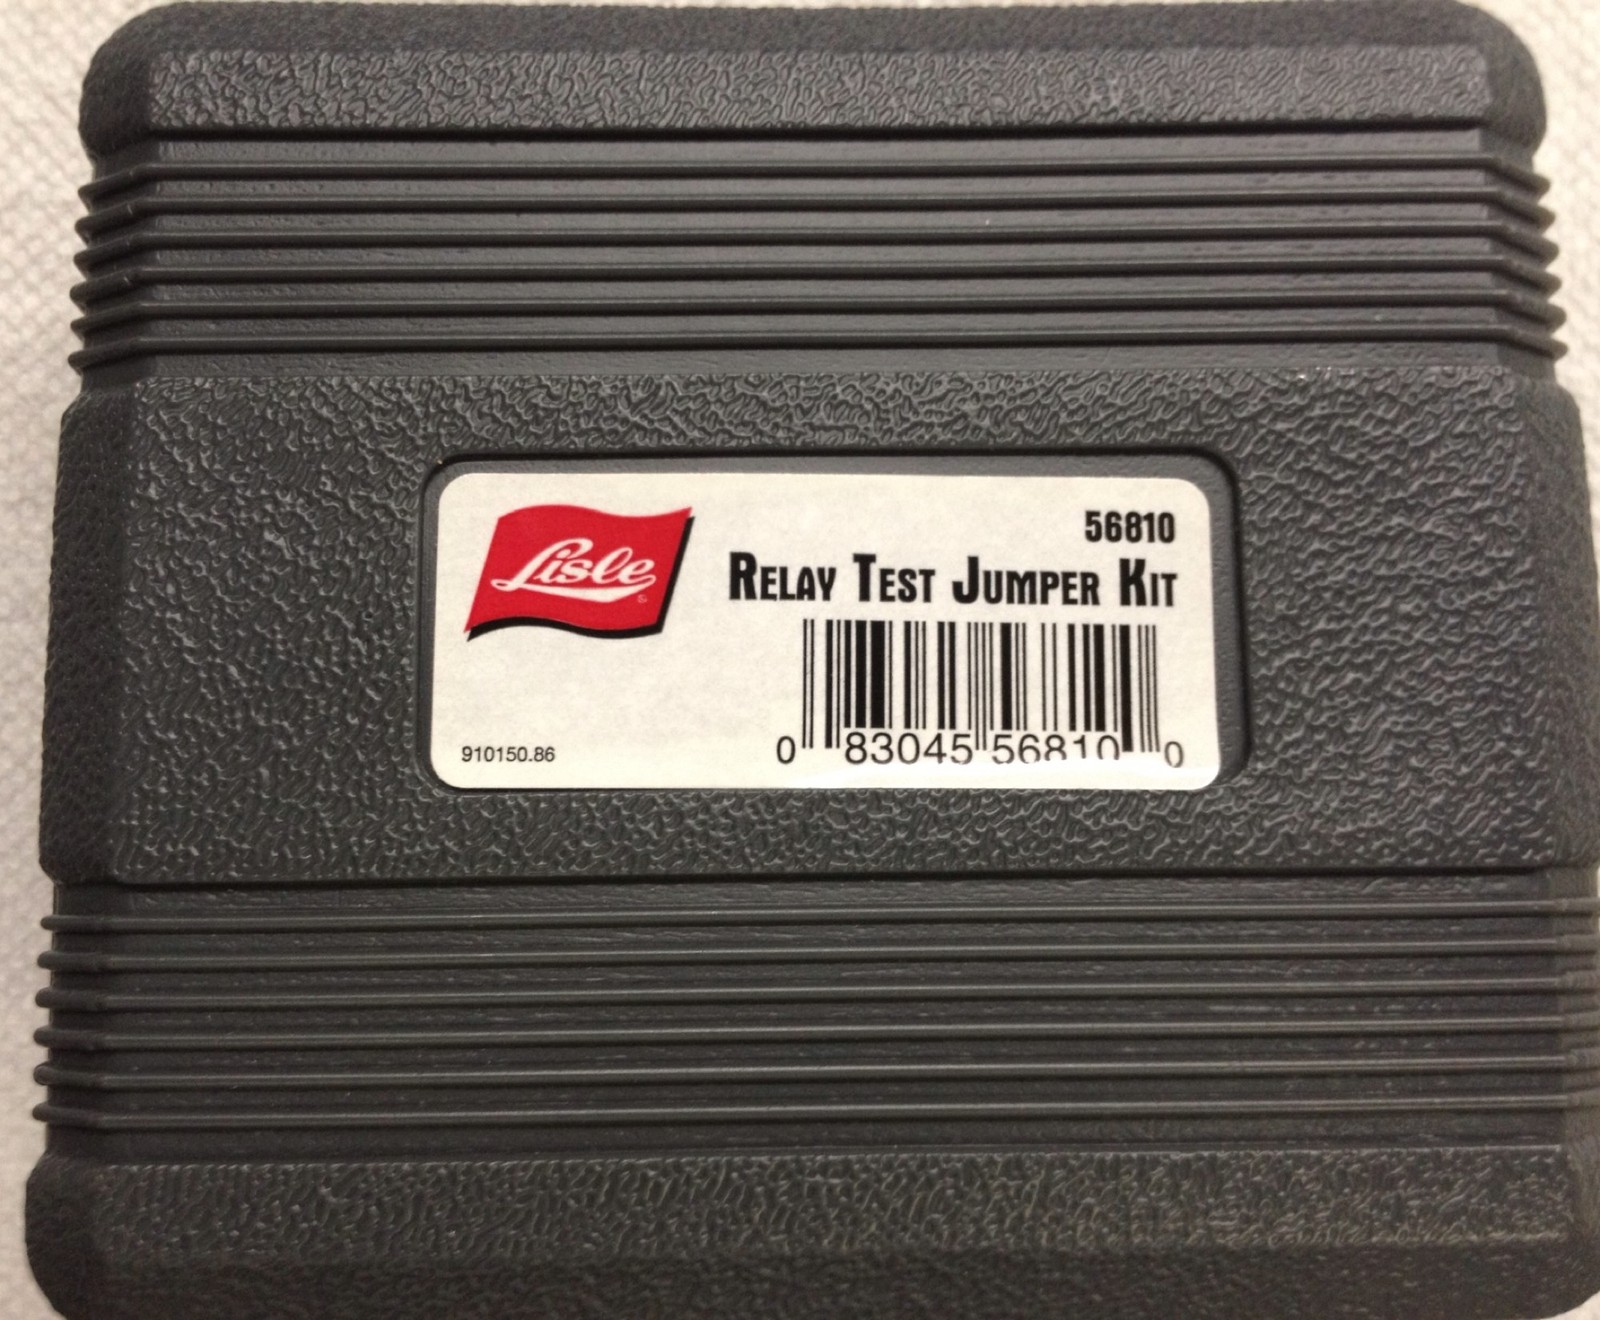 Lisle®
56810
RELAY TEST JUMPER KIT
0 83045 56810 0
910150.86